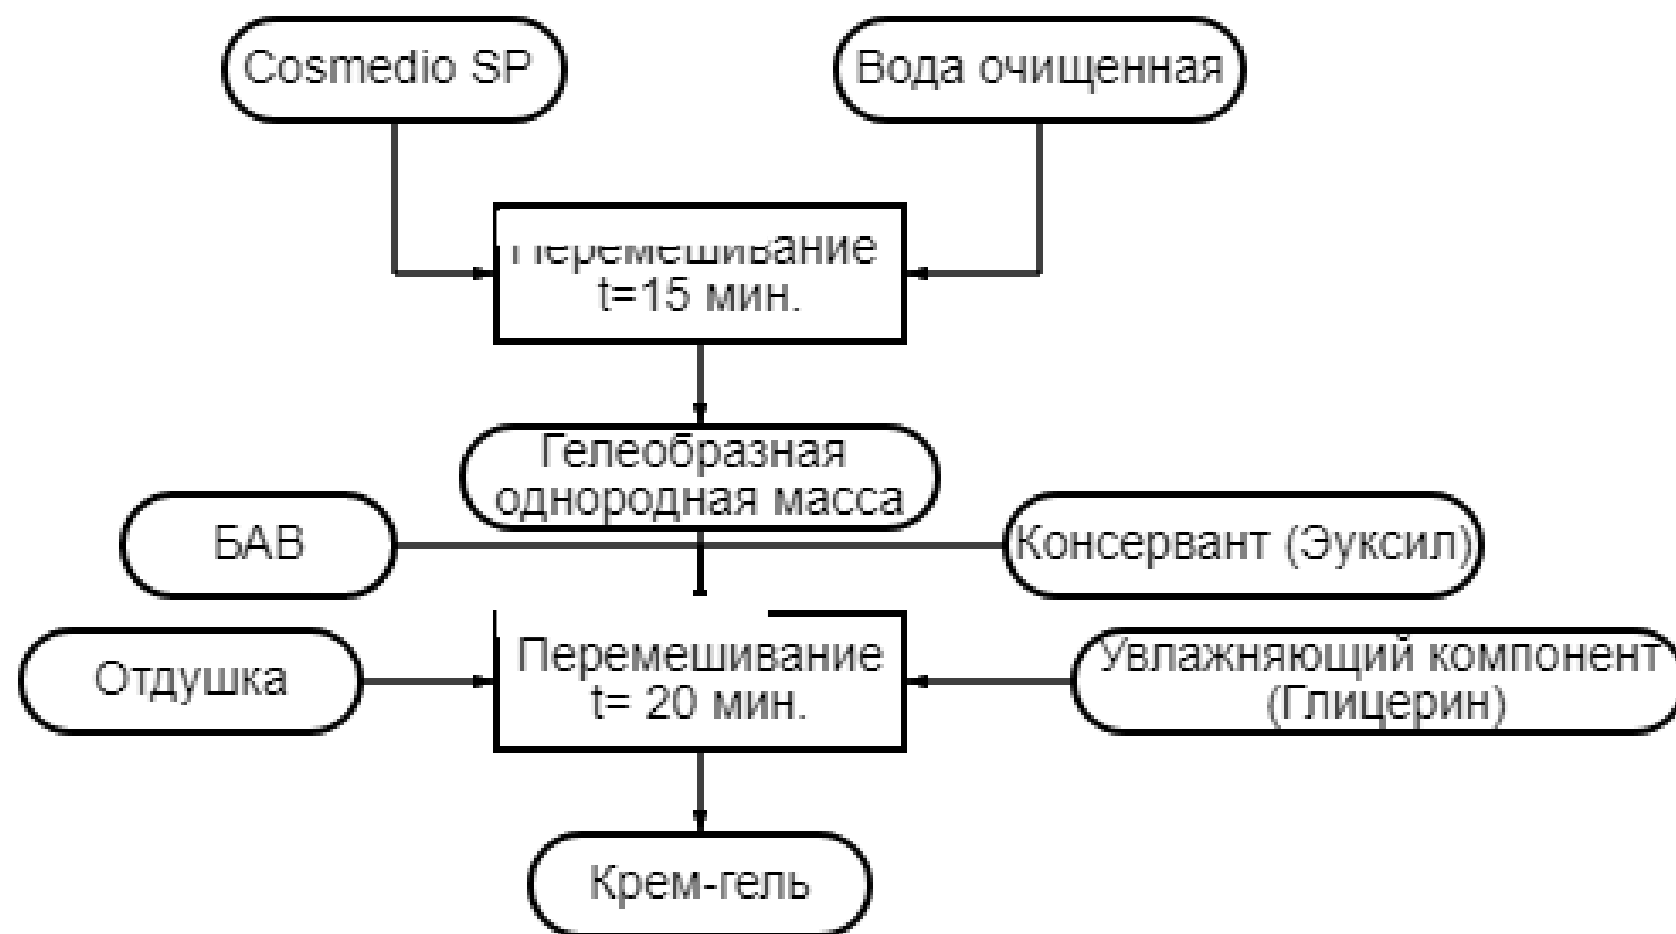 Cosmedio SP
Вода очищенная
Перемешивание
t=15 мин.
Гелеобразная
однородная масса
БАВ
Консервант (Эуксил)
Перемешивание
t= 20 мин.
Отдушка
Увлажняющий компонент
(Глицерин)
Крем-гель